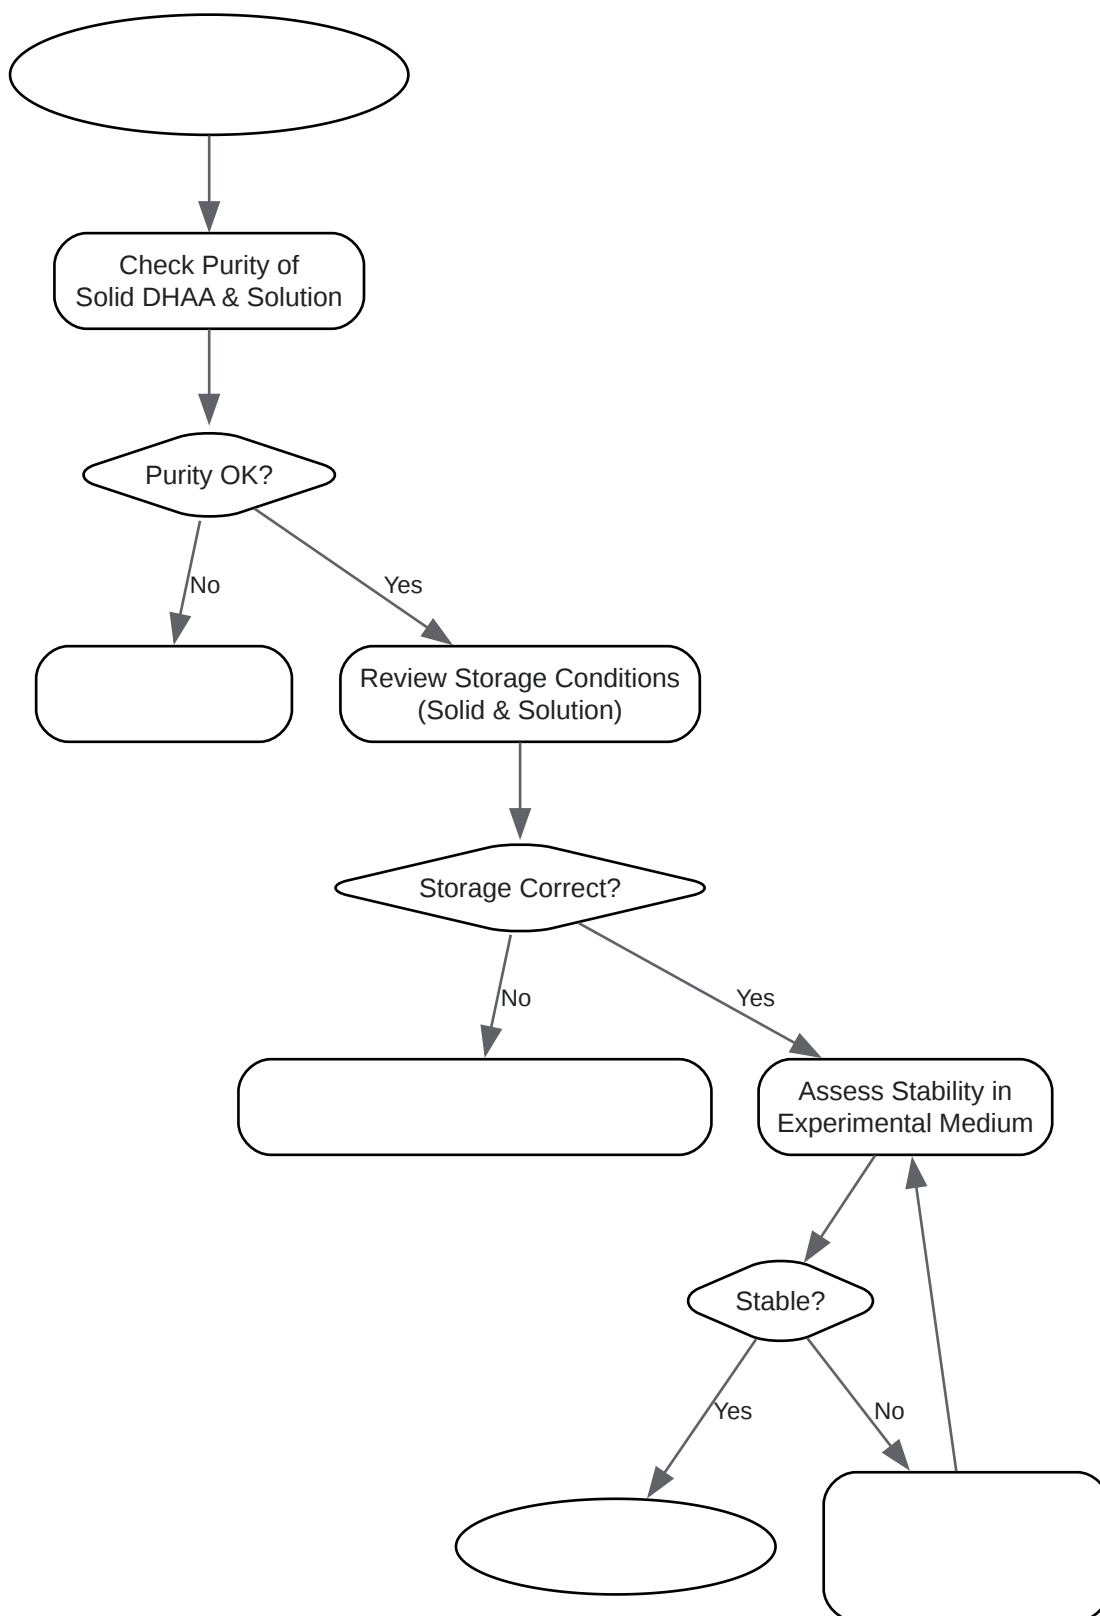 Check Purity of
Solid DHAA & Solution
Purity OK?
No
Yes
Review Storage Conditions
(Solid & Solution)
Storage Correct?
No
Yes
Assess Stability in
Experimental Medium
Stable?
Yes
No